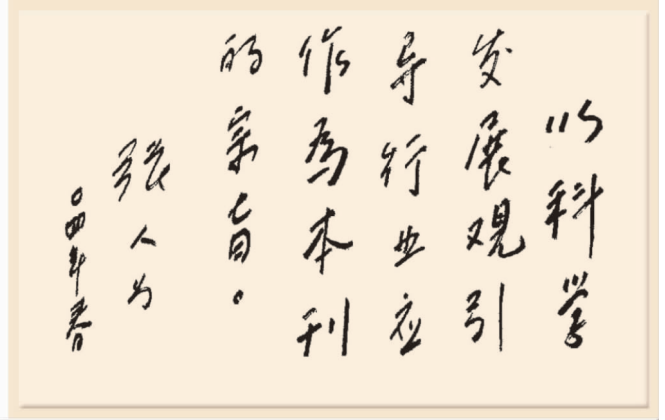 以科学
发展观引
导行业应
作为本刊
的宗旨。
张人为
〇四年春